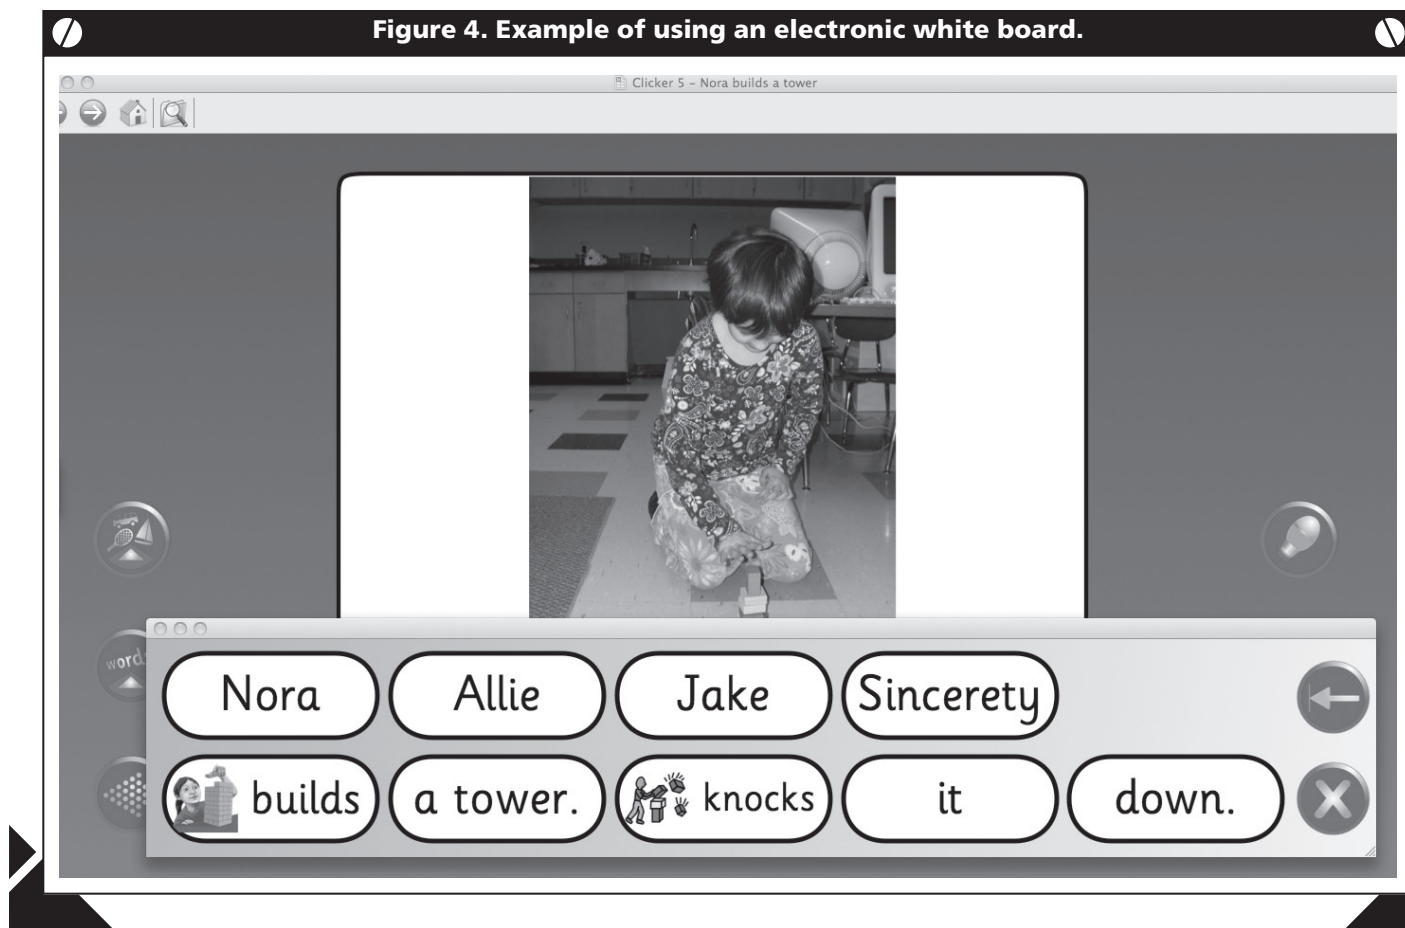 Figure 4. Example of using an electronic white board.
Clicker 5 – Nora builds a tower
words
Nora Allie Jake Sincerety
builds a tower. knocks it down.